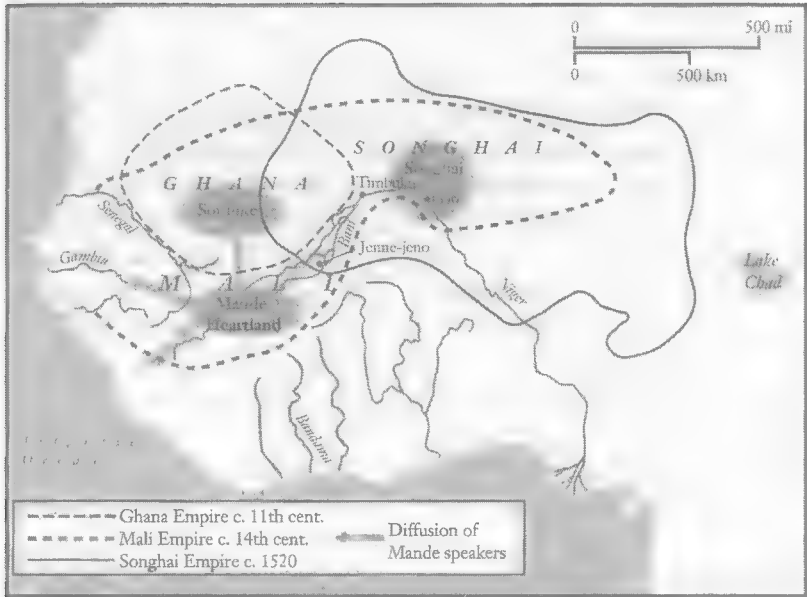 0 500 mi
0 500 km
S O N G H A I
G H A N A
Timbuktu
Senegal
Bani
Jenne-jeno
Gambia
M A L I
Mande
Heartland
Niger
Lake
Chad
Bandama
Ghana Empire c. 11th cent.
Mali Empire c. 14th cent.
Songhai Empire c. 1520
Diffusion of
Mande speakers